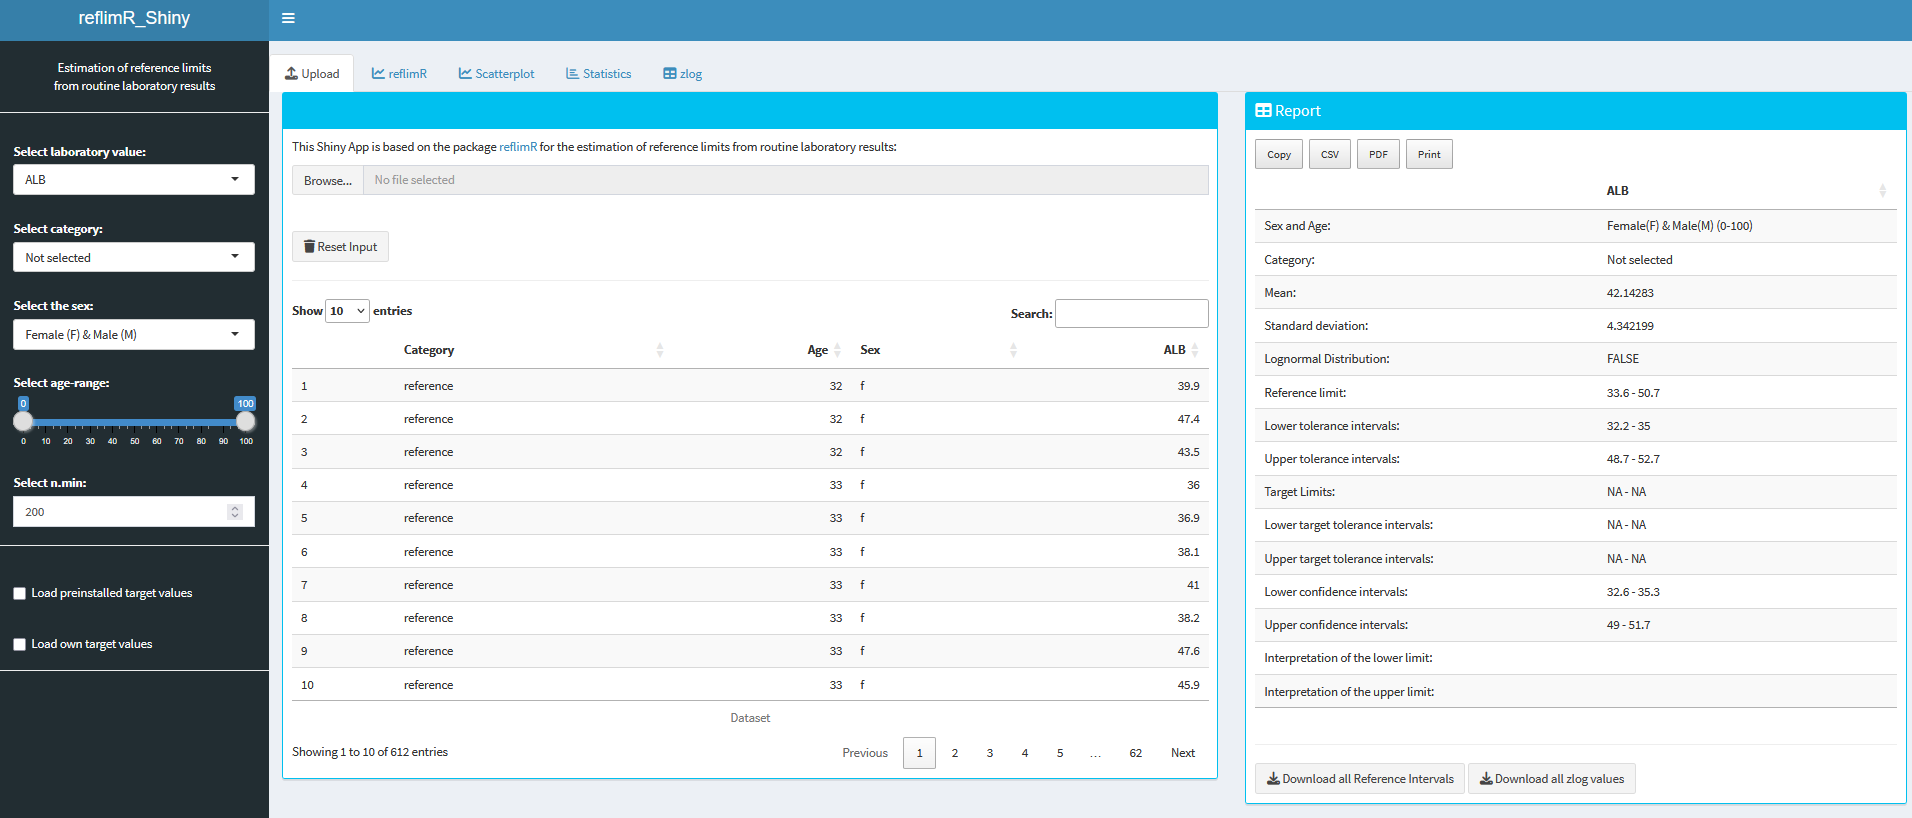 reflimR_Shiny
Estimation of reference limits
from routine laboratory results
Select laboratory value:
ALB
Select category:
Not selected
Select the sex:
Female (F) & Male (M)
Select age-range:
0 100
0 10 20 30 40 50 60 70 80 90 100
Select n.min:
200
Load preinstalled target values
Load own target values
Upload reflimR Scatterplot Statistics zlog
This Shiny App is based on the package reflimR for the estimation of reference limits from routine laboratory results:
Browse... No file selected
Reset Input
Show 10 entries
Search:
Category Age Sex ALB
1 reference 32 f 39.9
2 reference 32 f 47.4
3 reference 32 f 43.5
4 reference 33 f 36
5 reference 33 f 36.9
6 reference 33 f 38.1
7 reference 33 f 41
8 reference 33 f 38.2
9 reference 33 f 47.6
10 reference 33 f 45.9
Dataset
Showing 1 to 10 of 612 entries
Previous 1 2 3 4 5 … 62 Next
Report
Copy CSV PDF Print
ALB
Sex and Age: Female(F) & Male(M) (0-100)
Category: Not selected
Mean: 42.14283
Standard deviation: 4.342199
Lognormal Distribution: FALSE
Reference limit: 33.6 - 50.7
Lower tolerance intervals: 32.2 - 35
Upper tolerance intervals: 48.7 - 52.7
Target Limits: NA - NA
Lower target tolerance intervals: NA - NA
Upper target tolerance intervals: NA - NA
Lower confidence intervals: 32.6 - 35.3
Upper confidence intervals: 49 - 51.7
Interpretation of the lower limit:
Interpretation of the upper limit:
Download all Reference Intervals Download all zlog values